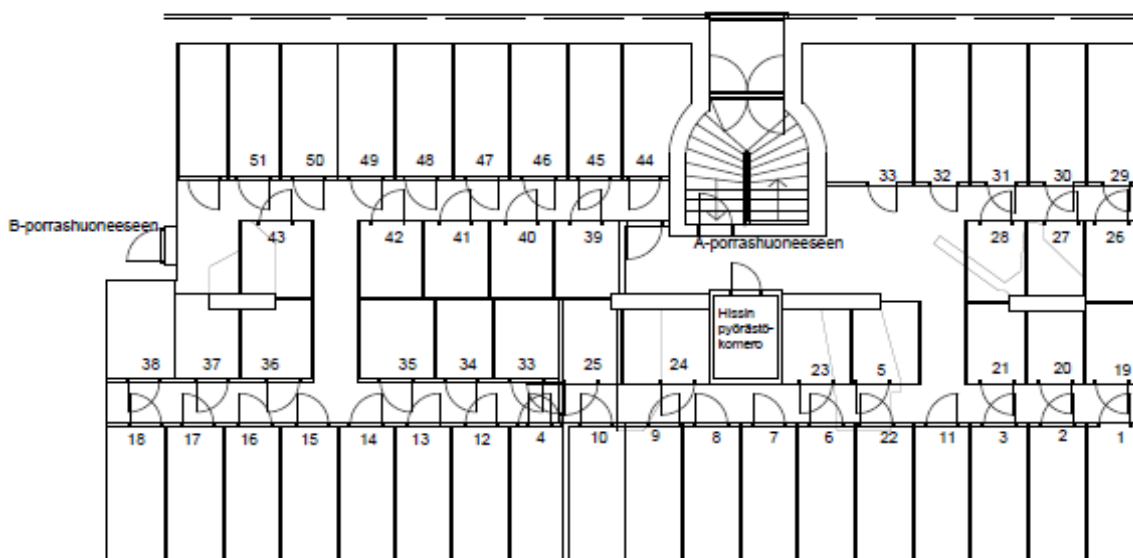 51 50 49 48 47 46 45 44 33 32 31 30 29
B-porrashuoneeseen
43 42 41 40 39 A-porrashuoneeseen 28 27 26
Hissin
pyörästö-
komero
38 37 36 35 34 33 25 24 23 5 21 20 19
18 17 16 15 14 13 12 4 10 9 8 7 6 22 11 3 2 1